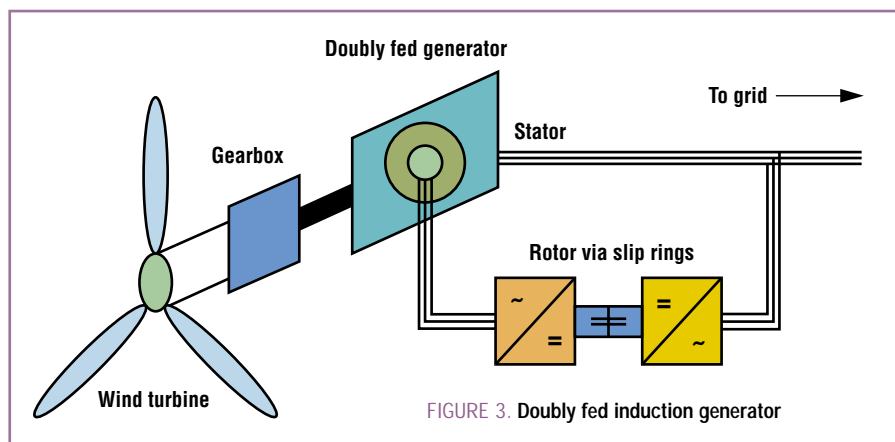 Doubly fed generator
To grid
Stator
Gearbox
Rotor via slip rings
~
=
=
~
Wind turbine
FIGURE 3. Doubly fed induction generator